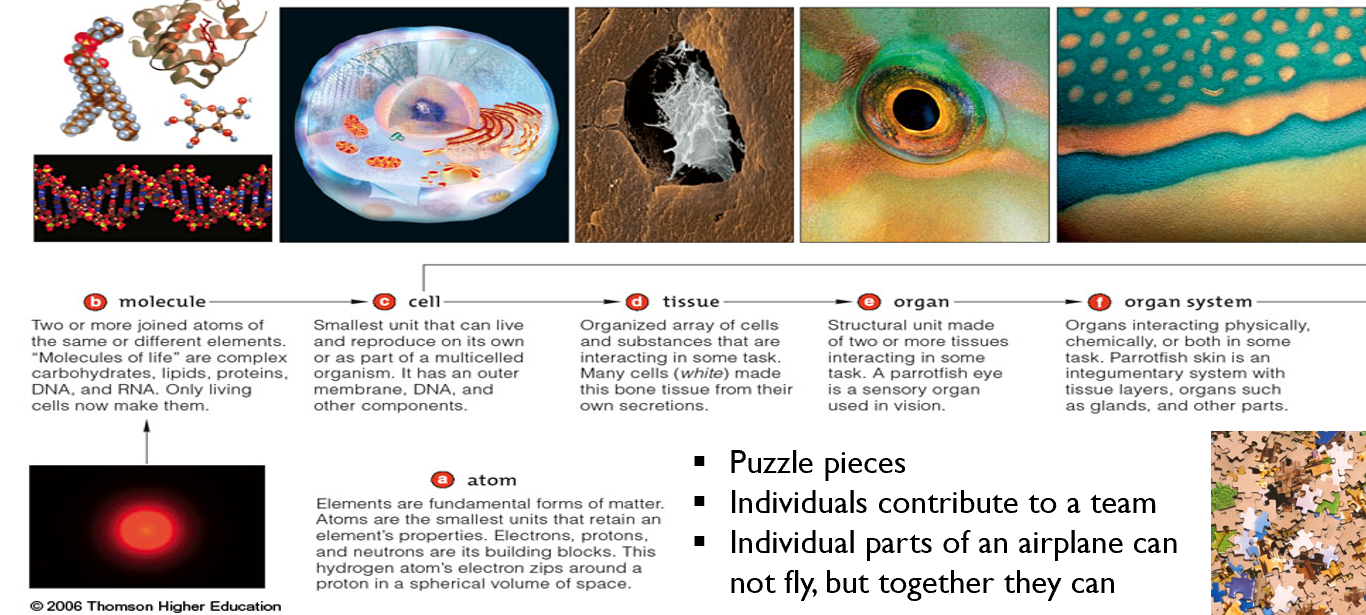 b molecule
Two or more joined atoms of
the same or different elements.
“Molecules of life” are complex
carbohydrates, lipids, proteins,
DNA, and RNA. Only living
cells now make them.
c cell
Smallest unit that can live
and reproduce on its own
or as part of a multicelled
organism. It has an outer
membrane, DNA, and
other components.
d tissue
Organized array of cells
and substances that are
interacting in some task.
Many cells (white) made
this bone tissue from their
own secretions.
e organ
Structural unit made
of two or more tissues
interacting in some
task. A parrotfish eye
is a sensory organ
used in vision.
f organ system
Organs interacting physically,
chemically, or both in some
task. Parrotfish skin is an
integumentary system with
tissue layers, organs such
as glands, and other parts.
a atom
Elements are fundamental forms of matter.
Atoms are the smallest units that retain an
element’s properties. Electrons, protons,
and neutrons are its building blocks. This
hydrogen atom’s electron zips around a
proton in a spherical volume of space.
▪ Puzzle pieces
▪ Individuals contribute to a team
▪ Individual parts of an airplane can
not fly, but together they can
© 2006 Thomson Higher Education